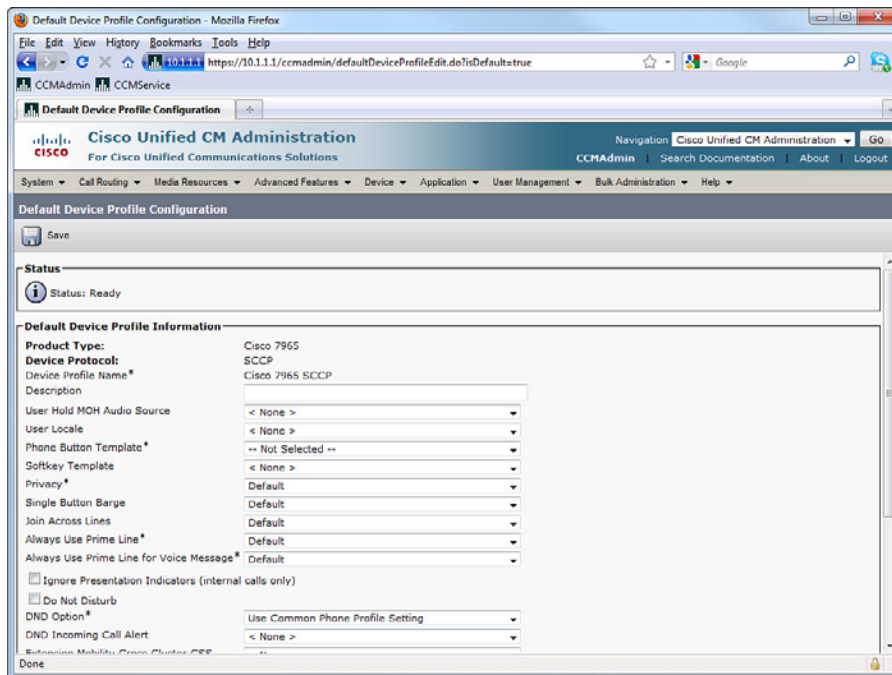 Default Device Profile Configuration - Mozilla Firefox
File Edit View History Bookmarks Tools Help
10.1.1.1 https://10.1.1.1/ccmadmin/defaultDeviceProfileEdit.do?isDefault=true Google
CCMAdmin CCMService
Default Device Profile Configuration
CISCO Cisco Unified CM Administration
For Cisco Unified Communications Solutions
Navigation Cisco Unified CM Administration Go
CCMAdmin | Search Documentation | About | Logout
System Call Routing Media Resources Advanced Features Device Application User Management Bulk Administration Help
Default Device Profile Configuration
Save
Status
Status: Ready
Default Device Profile Information
Product Type: Cisco 7965
Device Protocol: SCCP
Device Profile Name* Cisco 7965 SCCP
Description
User Hold MOH Audio Source < None >
User Locale < None >
Phone Button Template* -- Not Selected --
Softkey Template < None >
Privacy* Default
Single Button Barge Default
Join Across Lines Default
Always Use Prime Line* Default
Always Use Prime Line for Voice Message* Default
Ignore Presentation Indicators (internal calls only)
Do Not Disturb
DND Option* Use Common Phone Profile Setting
DND Incoming Call Alert < None >
Extension Mobility Cross Cluster CSS
Done